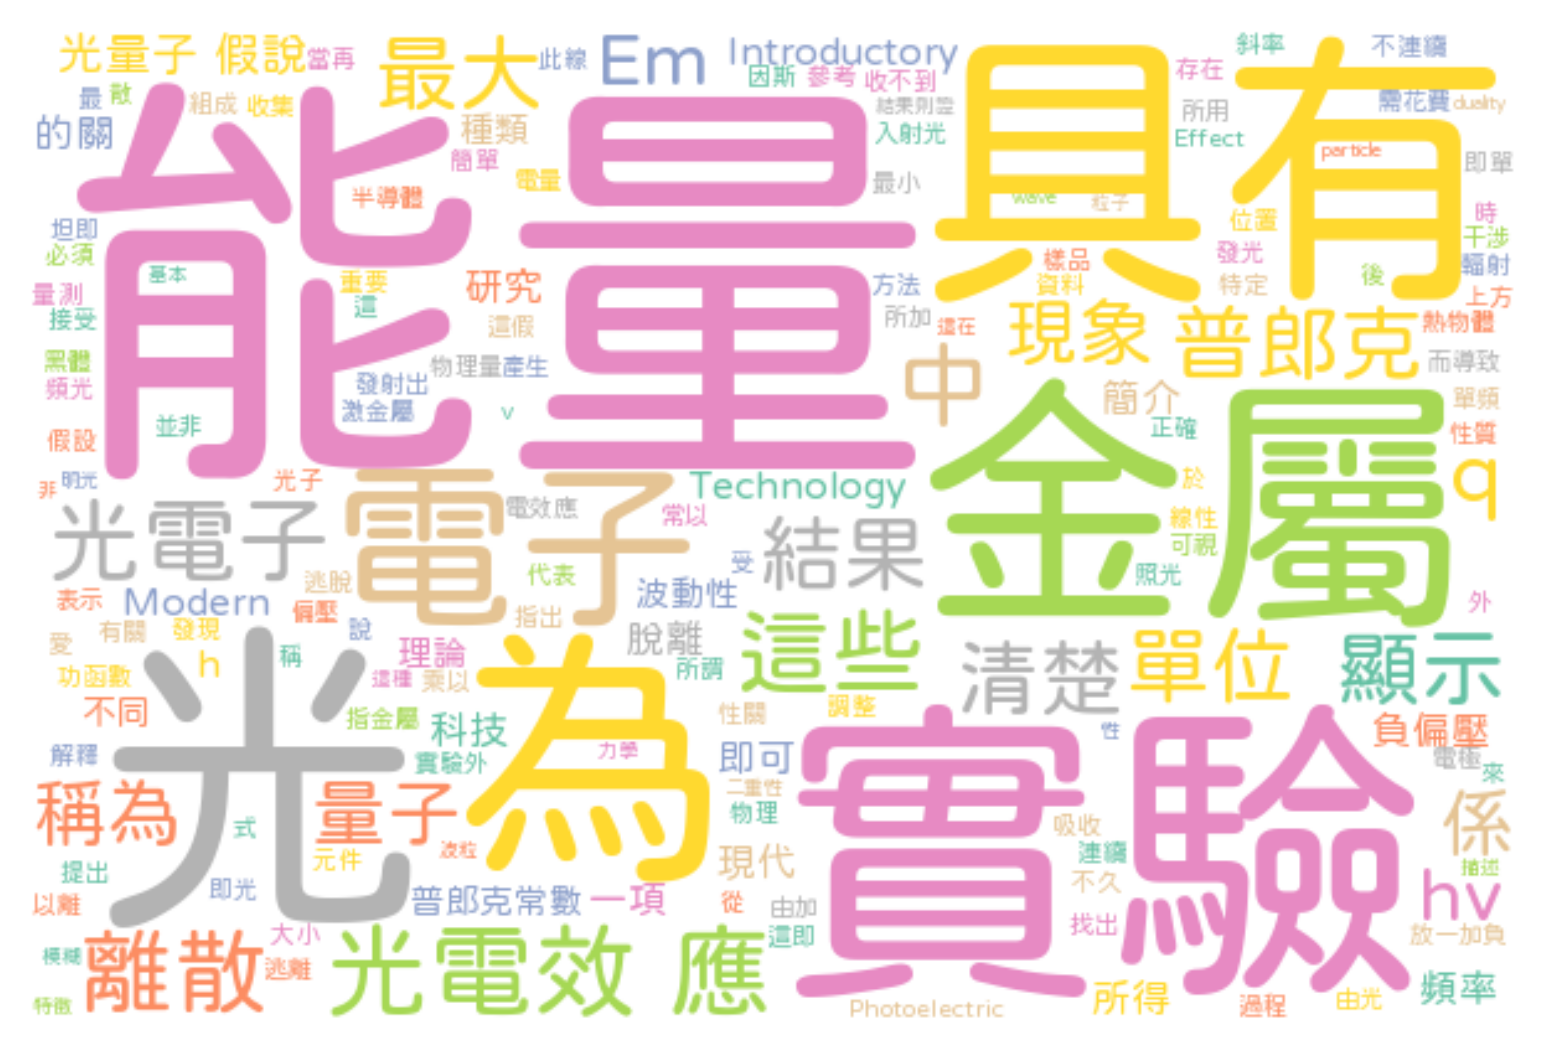 光量子 假說
當再
最大
此線
Em
Introductory
因斯
參考
收不到
斜率
不連續
存在
最
散
組成
收集
的關
種類
簡單
電量
半導體
能量
入射光
最小
具有
所用
Effect
需花費
duality
particle
即單
wave
粒子
位置
時
干涉
輻射
坦即
必須
量測
接受
基本
重要
這
研究
這假
方法
所加
這在
樣品
資料
發光
特定
後
上方
黑體
頻光
物理量
產生
發射出
激金屬
v
中
現象
普郎克
熱物體
而導致
簡介
正確
單頻
性質
假設
並非
非
明光
光子
光電子
電子
電效應
Technology
常以
結果
金屬
於
線性
可視
照光
q
外
表示
Modern
逃脫
偏壓
代表
指出
受
波動性
愛
有關
發現
說
稱
h
功函數
理論
這種
乘以
脫離
所謂
這些
清楚
單位
顯示
不同
指金屬
科技
實驗外
解釋
光
為
力學
性關
調整
即可
二重性
物理
實驗
性
負偏壓
電極
來
係
稱為
量子
式
元件
波粒
提出
即光
現代
吸收
連續
不久
描述
hv
以離
普郎克常數
一項
從
由加
這即
找出
放一加負
模糊
離散
大小
逃離
光電效 應
特徵
Photoelectric
所得
過程
由光
頻率